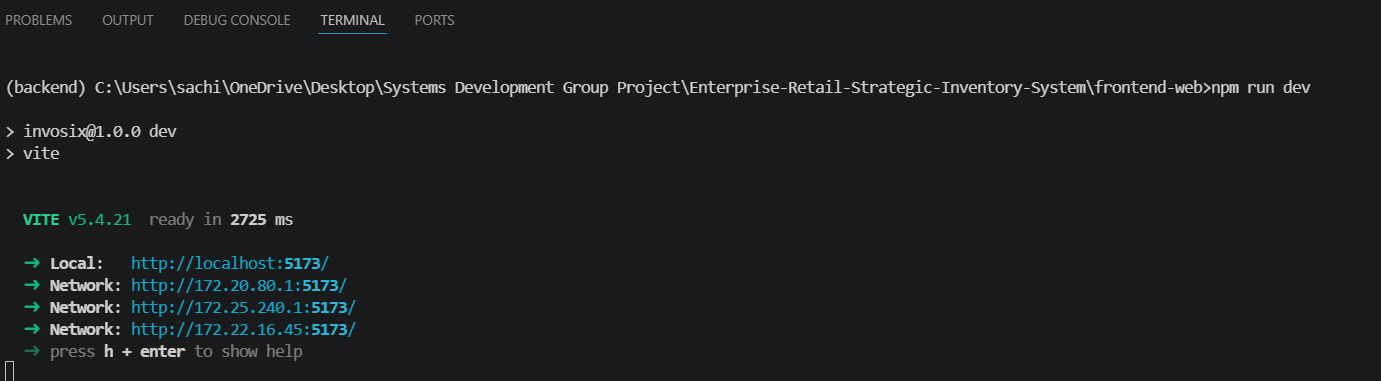 PROBLEMS OUTPUT DEBUG CONSOLE TERMINAL PORTS
(backend) C:\Users\sachi\OneDrive\Desktop\Systems Development Group Project\Enterprise-Retail-Strategic-Inventory-System\frontend-web>npm run dev
> invosix@1.0.0 dev
> vite
VITE v5.4.21 ready in 2725 ms
➜ Local: http://localhost:5173/
➜ Network: http://172.20.80.1:5173/
➜ Network: http://172.25.240.1:5173/
➜ Network: http://172.22.16.45:5173/
➜ press h + enter to show help